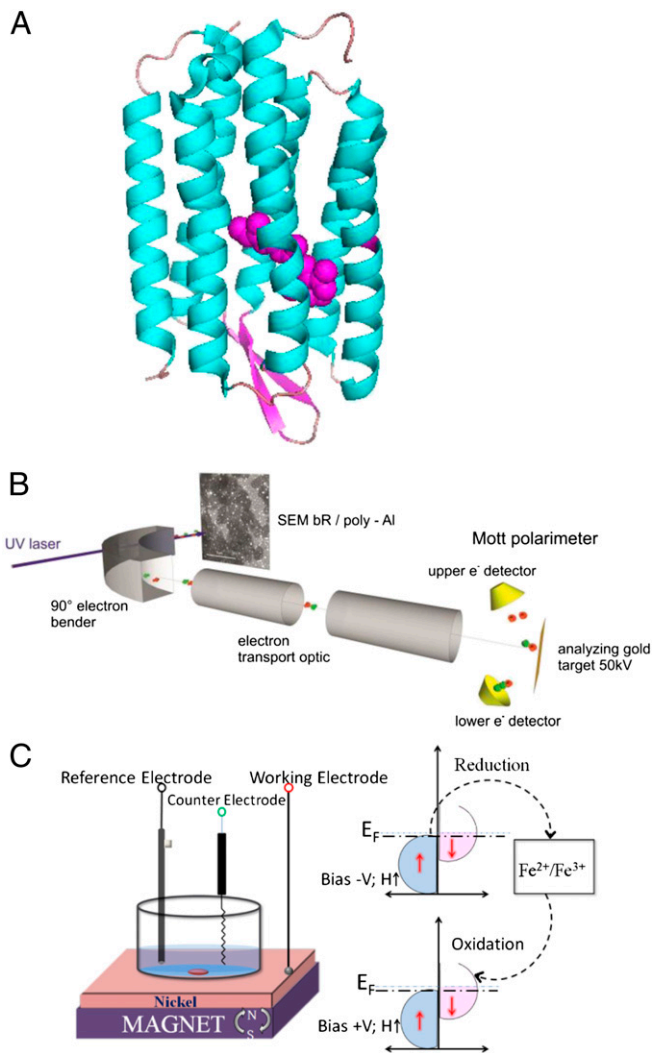 A
B
UV laser
SEM bR / poly - Al
Mott polarimeter
upper e⁻ detector
90° electron
bender
electron
transport optic
analyzing gold
target 50kV
lower e⁻ detector
C
Reference Electrode
Working Electrode
Counter Electrode
Nickel
MAGNET
N
S
Reduction
E_F
Bias -V; H↑
Fe²⁺/Fe³⁺
Oxidation
E_F
Bias +V; H↑